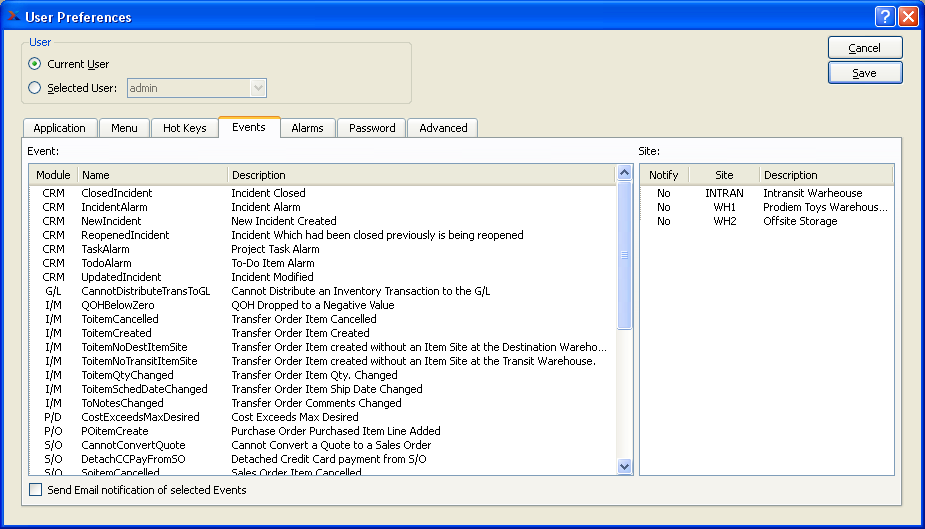 User Preferences
User
Current User
Cancel
Selected User: admin
Save
Application Menu Hot Keys Events Alarms Password Advanced
Event:
Module Name Description
CRM ClosedIncident Incident Closed
CRM IncidentAlarm Incident Alarm
CRM NewIncident New Incident Created
CRM ReopenedIncident Incident Which had been closed previously is being reopened
CRM TaskAlarm Project Task Alarm
CRM TodoAlarm To-Do Item Alarm
CRM UpdatedIncident Incident Modified
G/L CannotDistributeTransToGL Cannot Distribute an Inventory Transaction to the G/L
I/M QOHBelowZero QOH Dropped to a Negative Value
I/M ToitemCancelled Transfer Order Item Cancelled
I/M ToitemCreated Transfer Order Item Created
I/M ToitemNoDestItemSite Transfer Order Item created without an Item Site at the Destination Wareho...
I/M ToitemNoTransitItemSite Transfer Order Item created without an Item Site at the Transit Warehouse.
I/M ToitemQtyChanged Transfer Order Item Qty. Changed
I/M ToitemSchedDateChanged Transfer Order Item Ship Date Changed
I/M ToNotesChanged Transfer Order Comments Changed
P/D CostExceedsMaxDesired Cost Exceeds Max Desired
P/O POitemCreate Purchase Order Purchased Item Line Added
S/O CannotConvertQuote Cannot Convert a Quote to a Sales Order
S/O DetachCCPayFromSO Detached Credit Card payment from S/O
S/O SoitemCancelled Sales Order Item Cancelled
Site:
Notify Site Description
No INTRAN Intransit Warheouse
No WH1 Prodiem Toys Warehous...
No WH2 Offsite Storage
Send Email notification of selected Events